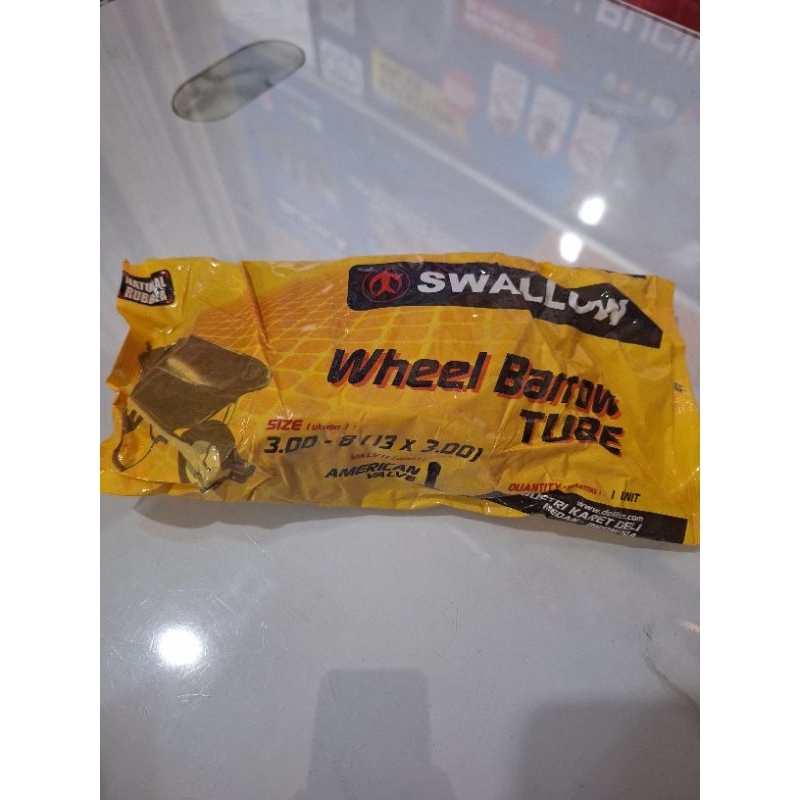 NATURAL
RUBBER
SWALLOW
Wheel Barrow
TUBE
SIZE (Ukuran)
3.00 - 8 (13 x 3.00)
AMERICAN
VALVE
QUANTITY 1 UNIT
KARET DELI